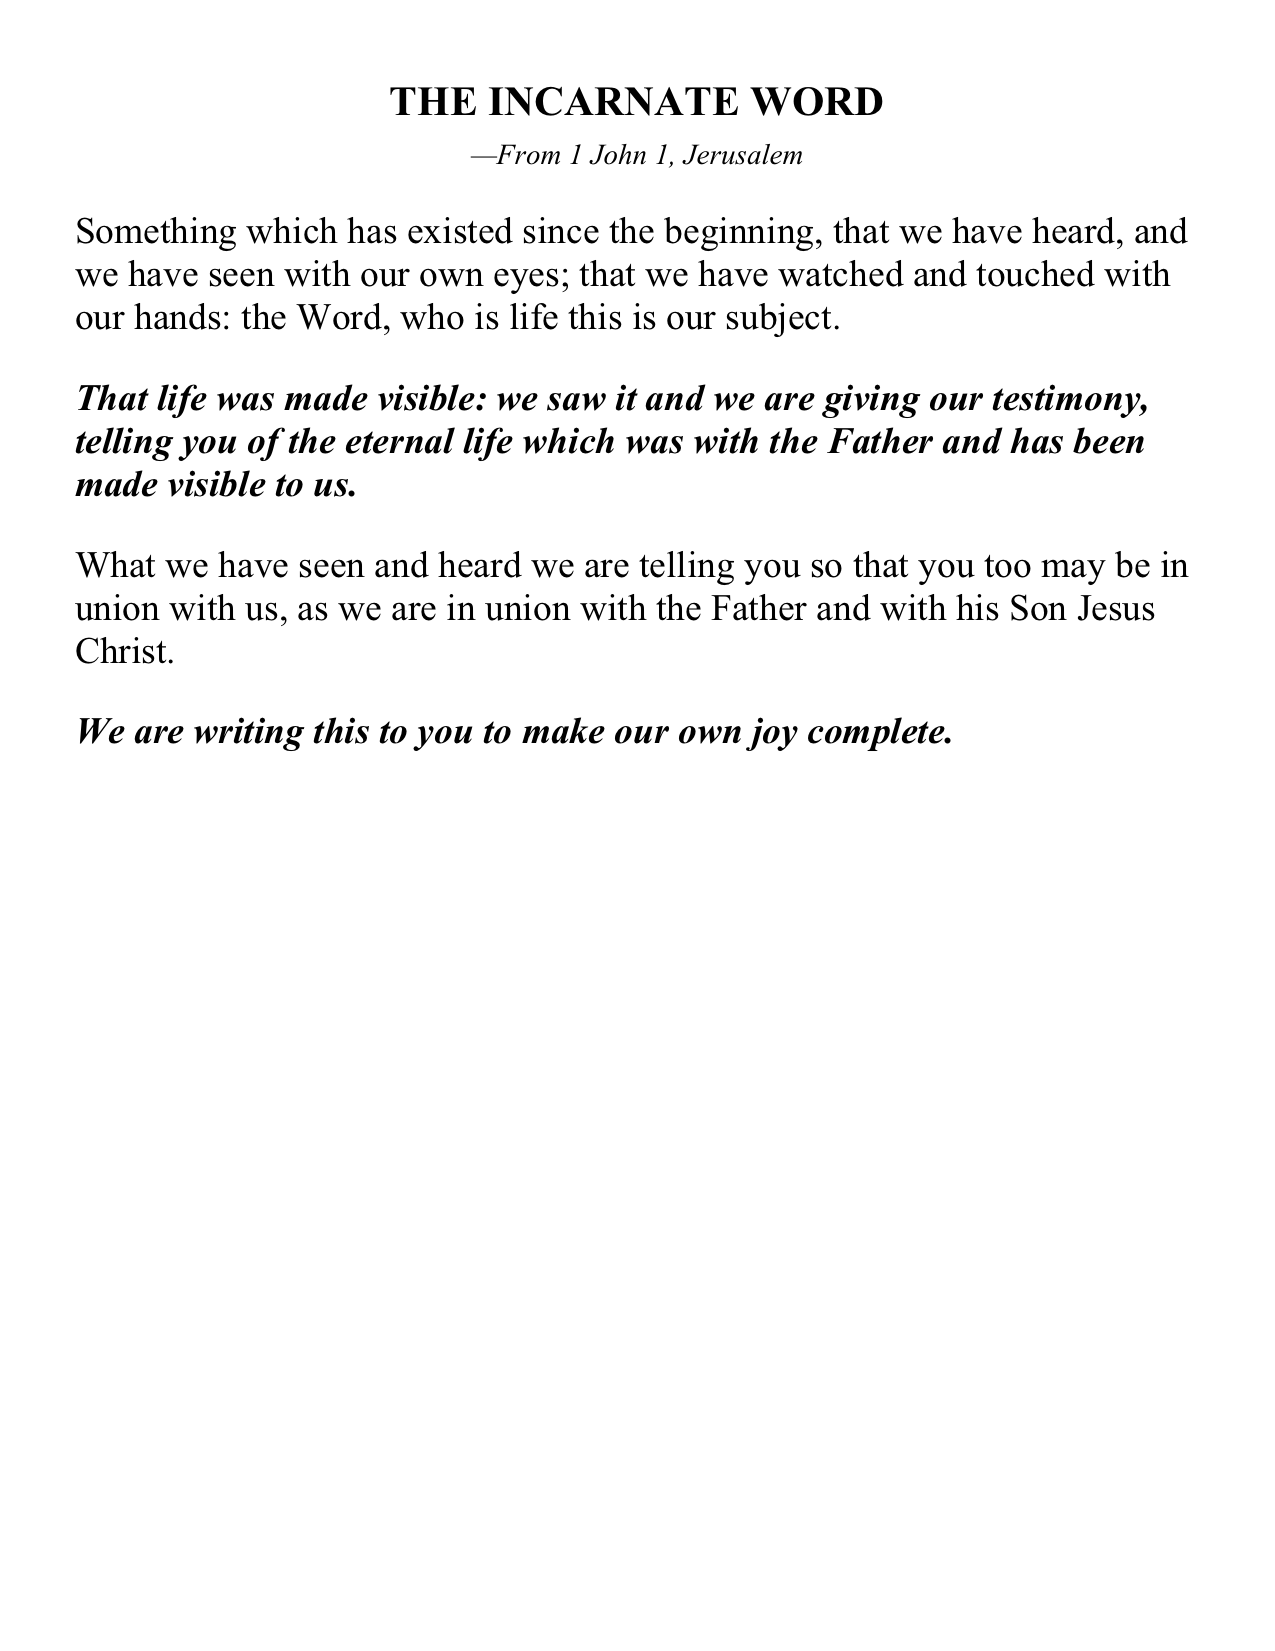 THE INCARNATE WORD
—From 1 John 1, Jerusalem
Something which has existed since the beginning, that we have heard, and
we have seen with our own eyes; that we have watched and touched with
our hands: the Word, who is life this is our subject.
That life was made visible: we saw it and we are giving our testimony,
telling you of the eternal life which was with the Father and has been
made visible to us.
What we have seen and heard we are telling you so that you too may be in
union with us, as we are in union with the Father and with his Son Jesus
Christ.
We are writing this to you to make our own joy complete.